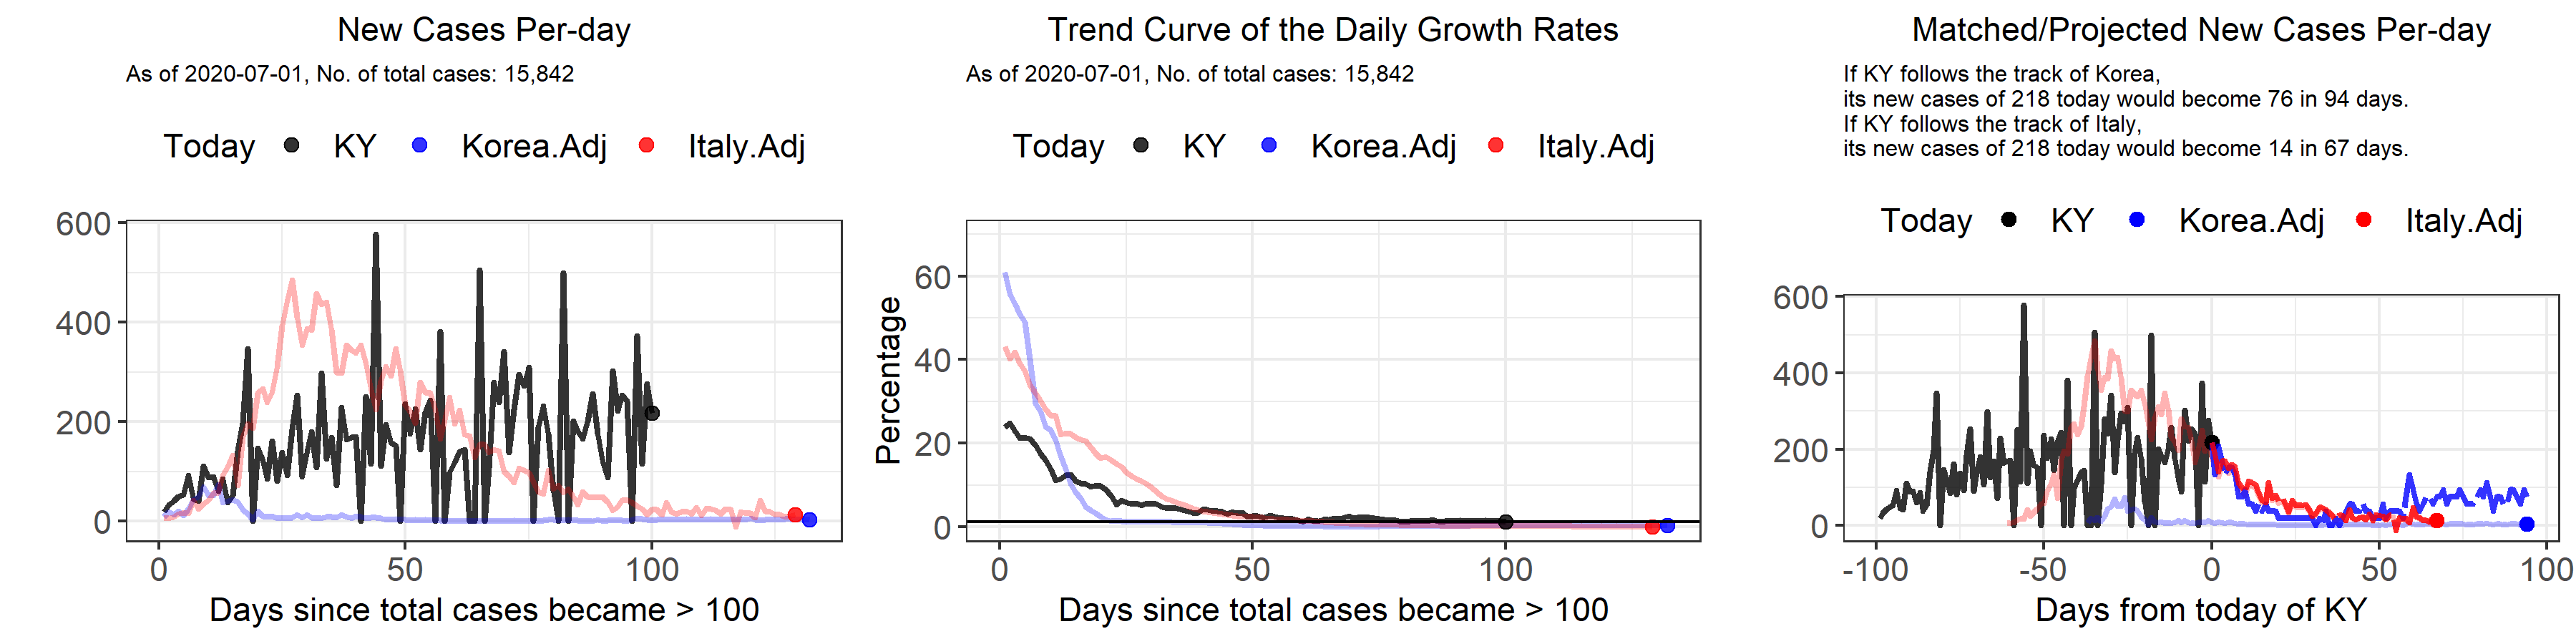 New Cases Per-day
As of 2020-07-01, No. of total cases: 15,842
Today KY Korea.Adj Italy.Adj
600
400
200
0
0 50 100
Days since total cases became > 100
Trend Curve of the Daily Growth Rates
As of 2020-07-01, No. of total cases: 15,842
Today KY Korea.Adj Italy.Adj
Percentage
60
40
20
0
0 50 100
Days since total cases became > 100
Matched/Projected New Cases Per-day
If KY follows the track of Korea,
its new cases of 218 today would become 76 in 94 days.
If KY follows the track of Italy,
its new cases of 218 today would become 14 in 67 days.
Today KY Korea.Adj Italy.Adj
600
400
200
0
-100 -50 0 50 100
Days from today of KY